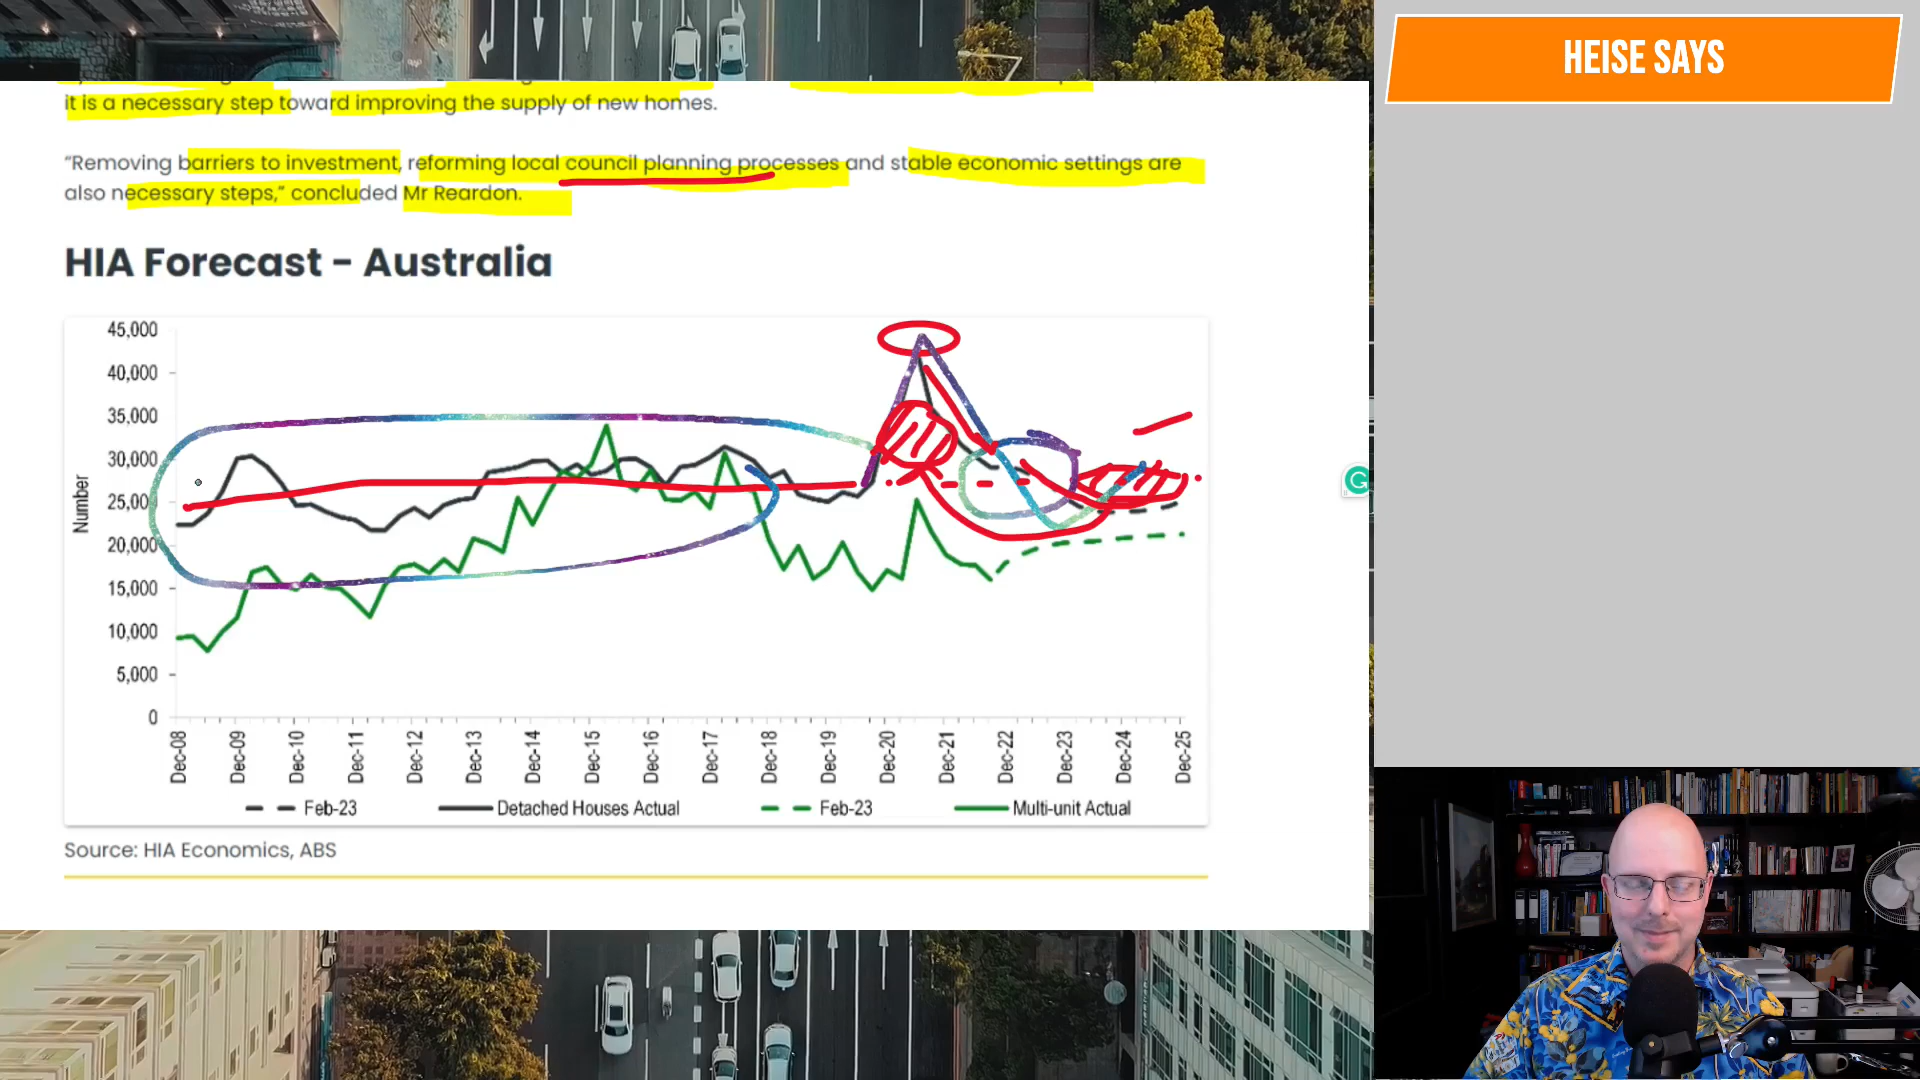 HEISE SAYS
it is a necessary step toward improving the supply of new homes.
“Removing barriers to investment, reforming local council planning processes and stable economic settings are
also necessary steps,” concluded Mr Reardon.
HIA Forecast - Australia
45,000
40,000
35,000
30,000
25,000
20,000
15,000
10,000
5,000
0
Number
Dec-08
Dec-09
Dec-10
Dec-11
Dec-12
Dec-13
Dec-14
Dec-15
Dec-16
Dec-17
Dec-18
Dec-19
Dec-20
Dec-21
Dec-22
Dec-23
Dec-24
Dec-25
Feb-23
Detached Houses Actual
Feb-23
Multi-unit Actual
Source: HIA Economics, ABS